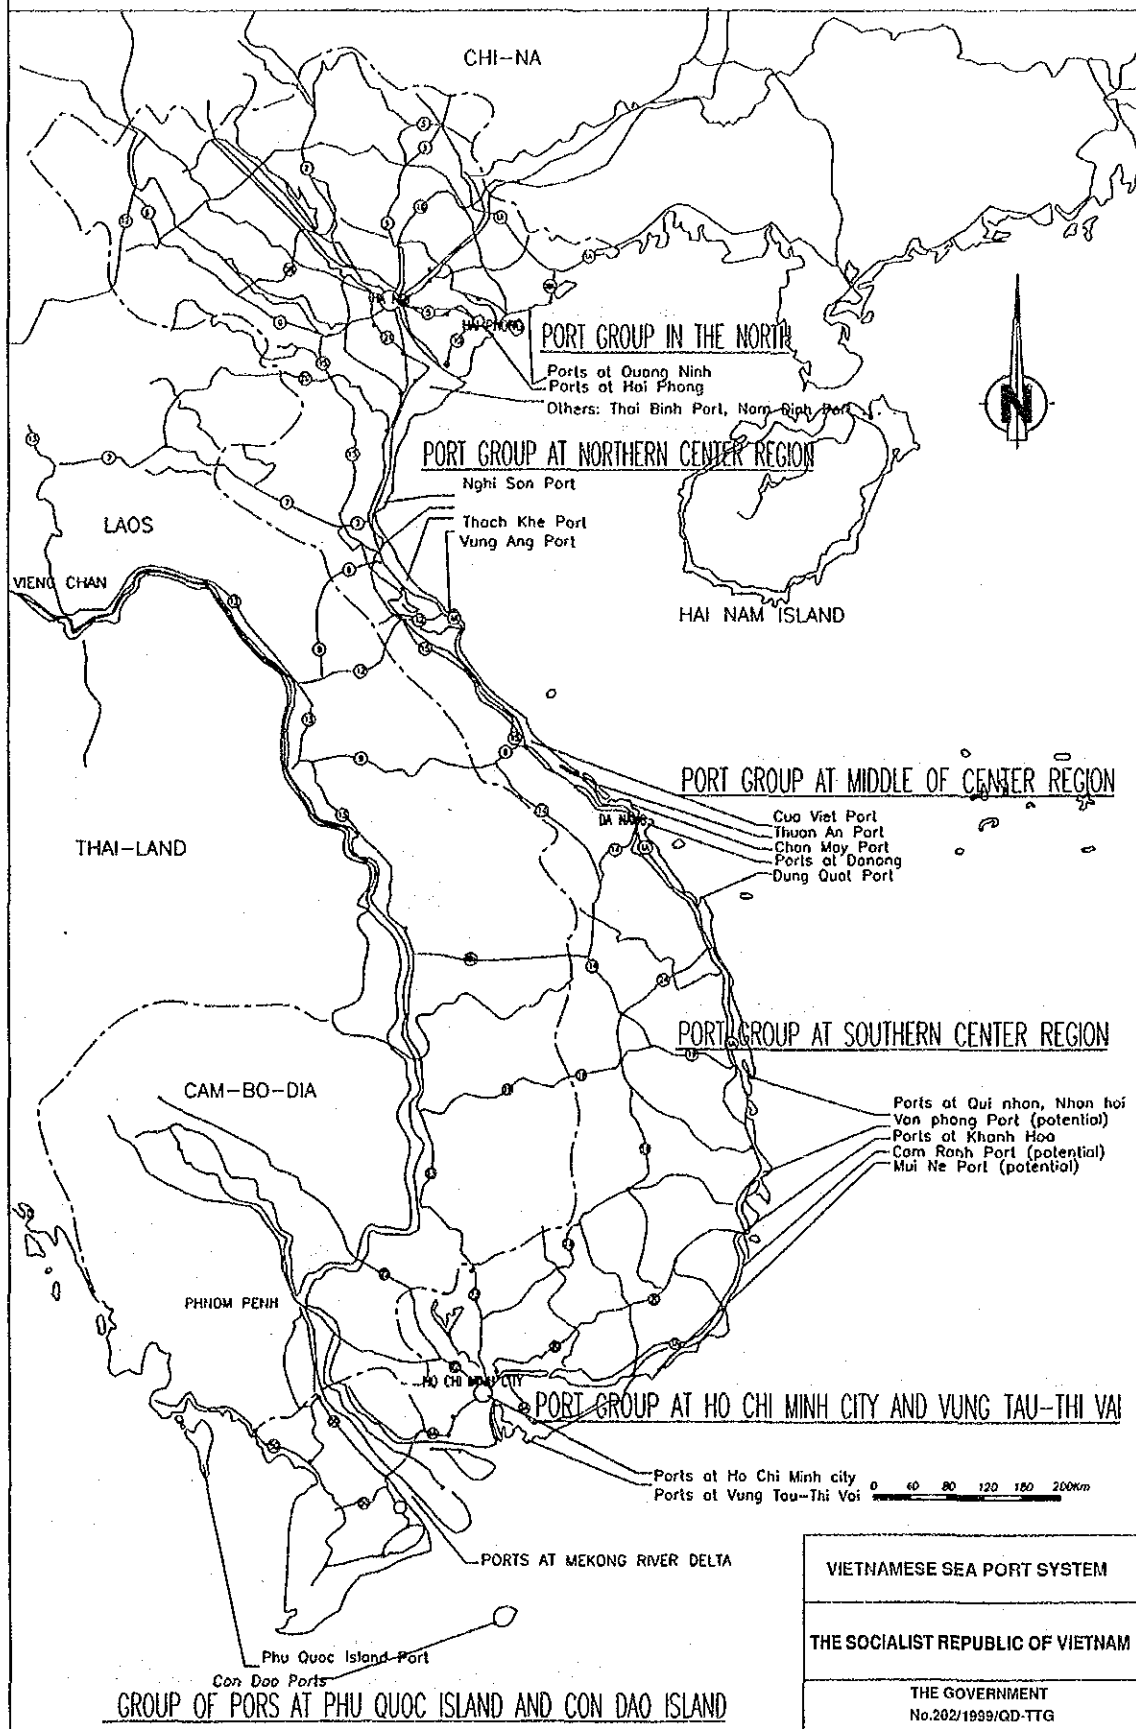 CHI-NA
HAI PHONG
PORT GROUP IN THE NORTH
Ports at Quang Ninh
Ports at Hai Phong
Others: Thai Binh Port, Nam Dinh Port
PORT GROUP AT NORTHERN CENTER REGION
Nghi Son Port
LAOS
Thach Khe Port
Vung Ang Port
VIENG CHAN
HAI NAM ISLAND
N
PORT GROUP AT MIDDLE OF CENTER REGION
DA NANG
Cua Viet Port
Thuan An Port
Chan May Port
Ports at Danang
Dung Quat Port
THAI-LAND
PORT GROUP AT SOUTHERN CENTER REGION
CAM-BO-DIA
Ports at Qui nhon, Nhon hoi
Van phong Port (potential)
Ports at Khanh Hoa
Cam Ranh Port (potential)
Mui Ne Port (potential)
PHNOM PENH
HO CHI MINH CITY
PORT GROUP AT HO CHI MINH CITY AND VUNG TAU-THI VAI
Ports at Ho Chi Minh city
Ports at Vung Tau-Thi Vai
0 40 80 120 160 200Km
PORTS AT MEKONG RIVER DELTA
Phu Quoc Island Port
Con Dao Ports
GROUP OF PORS AT PHU QUOC ISLAND AND CON DAO ISLAND
VIETNAMESE SEA PORT SYSTEM
THE SOCIALIST REPUBLIC OF VIETNAM
THE GOVERNMENT
No.202/1999/QD-TTG